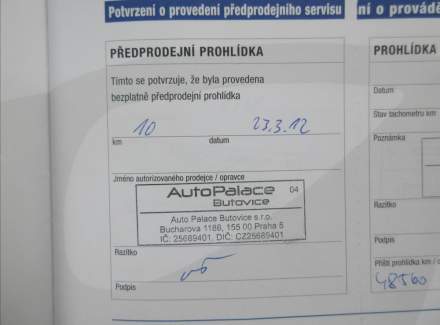 Potvrzení o provedení předprodejního servisu
ní o provádě
PŘEDPRODEJNÍ PROHLÍDKA
Tímto se potvrzuje, že byla provedena
bezplatně předprodejní prohlídka
10 23.3.12
km datum
Jméno autorizovaného prodejce / opravce
AutoPalace 04
Butovice
Auto Palace Butovice s.r.o.
Bucharova 1186, 155 00 Praha 5
IČ: 25689401, DIČ: CZ25689401
Razítko
Podpis
PROHLÍDKA
Datum
Stav tachometru km
Poznámka
Razítko
Podpis
Příští prohlídka km /
48560